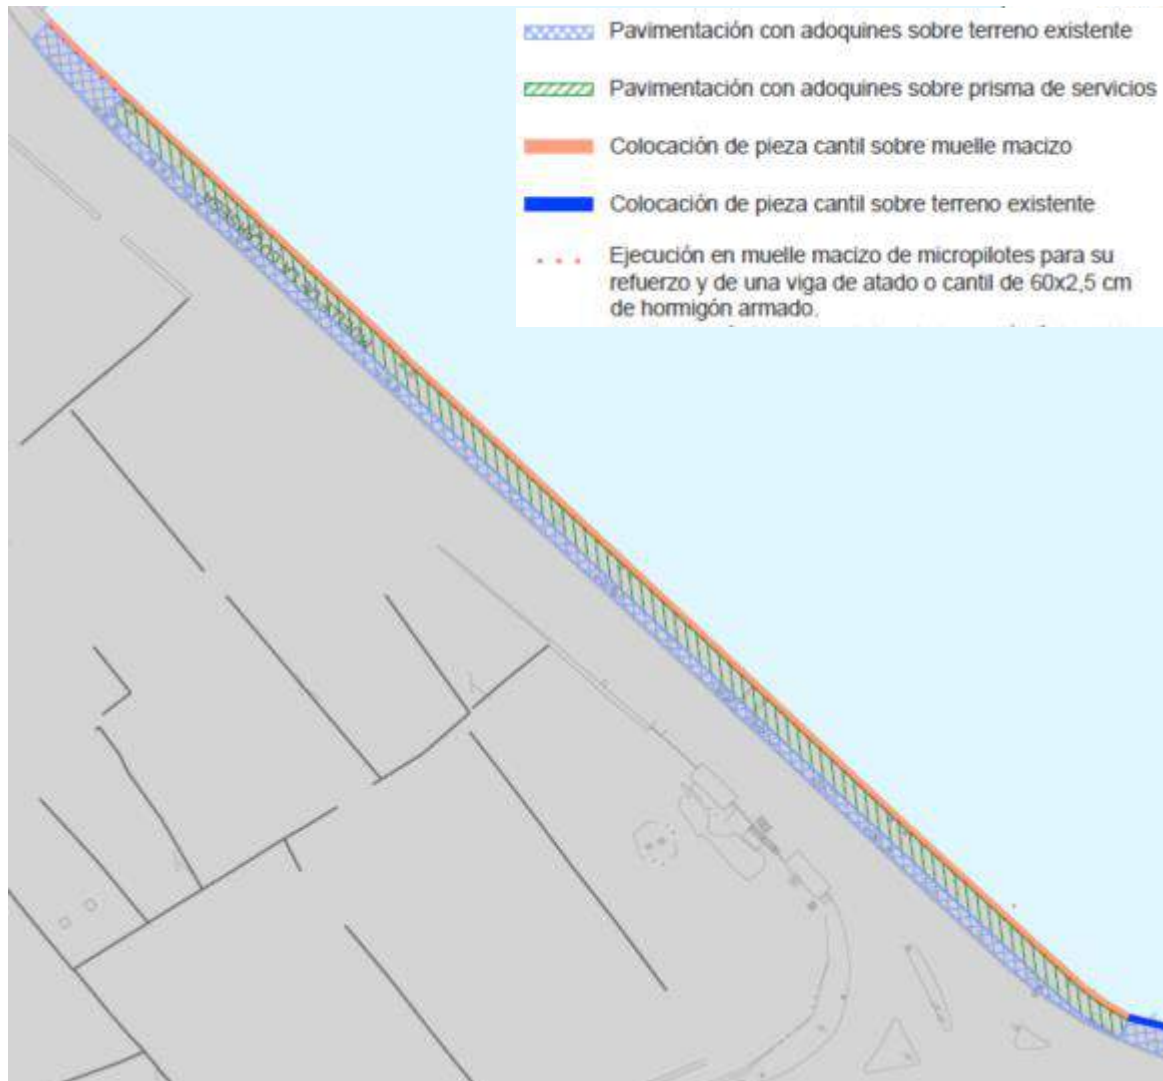 Pavimentación con adoquines sobre terreno existente
Pavimentación con adoquines sobre prisma de servicios
Colocación de pieza cantil sobre muelle macizo
Colocación de pieza cantil sobre terreno existente
Ejecución en muelle macizo de micropilotes para su
refuerzo y de una viga de atado o cantil de 60x2,5 cm
de hormigón armado.